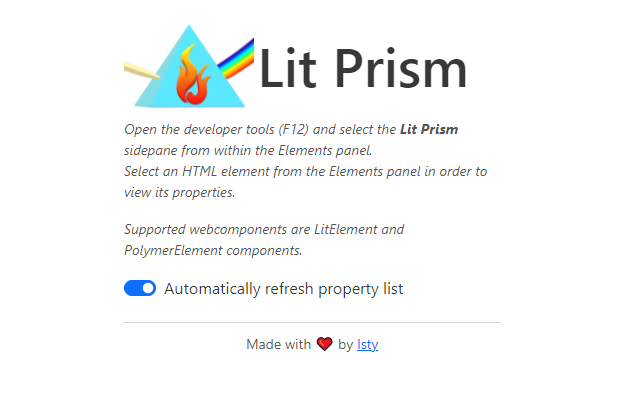 Lit Prism
Open the developer tools (F12) and select the Lit Prism
sidepane from within the Elements panel.
Select an HTML element from the Elements panel in order to
view its properties.
Supported webcomponents are LitElement and
PolymerElement components.
Automatically refresh property list
Made with ❤️ by Isty